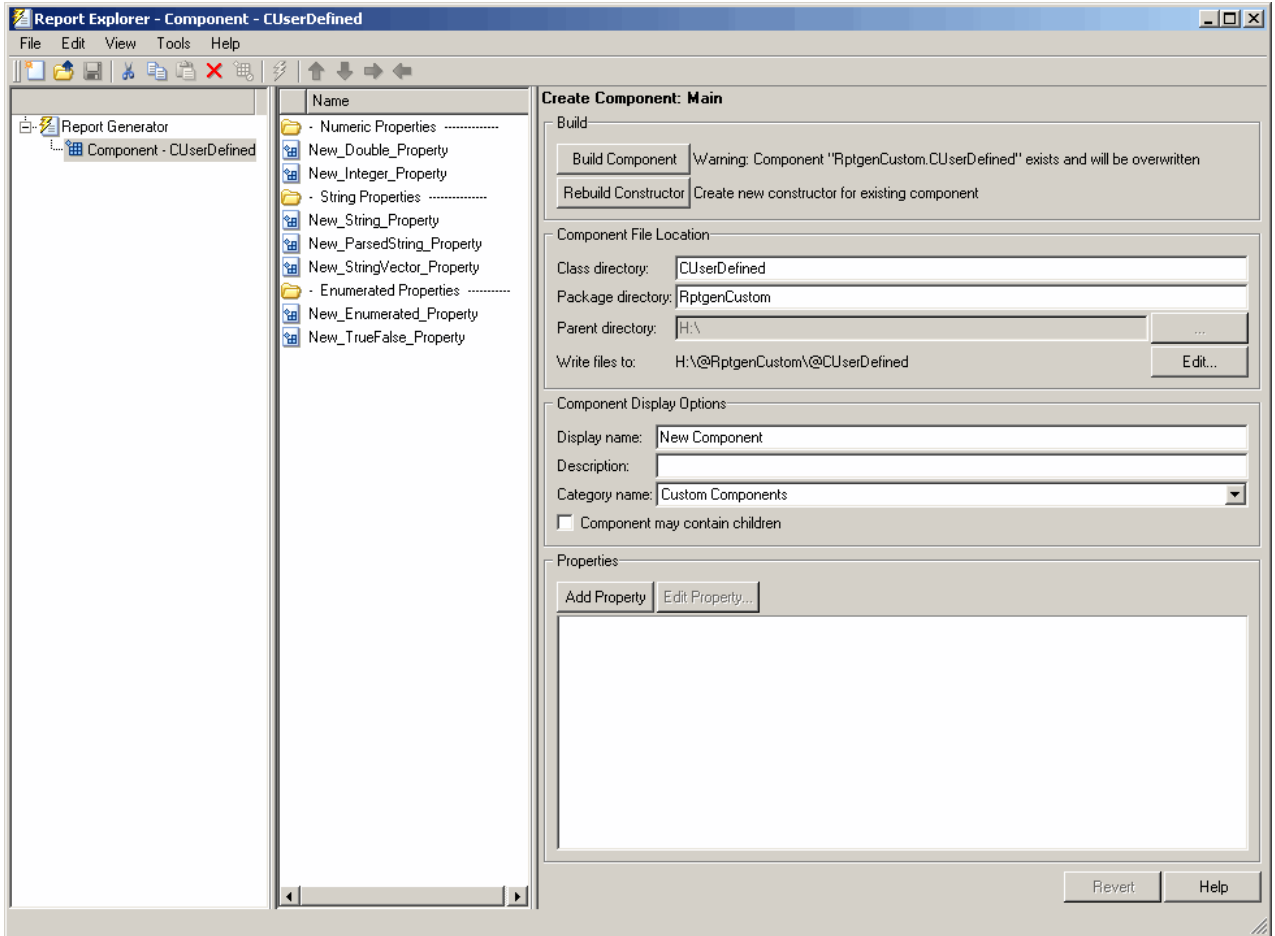 Report Explorer - Component - CUserDefined
File Edit View Tools Help
Name
Report Generator
Component - CUserDefined
- Numeric Properties --------------
New_Double_Property
New_Integer_Property
- String Properties ---------------
New_String_Property
New_ParsedString_Property
New_StringVector_Property
- Enumerated Properties -----------
New_Enumerated_Property
New_TrueFalse_Property
Create Component: Main
Build
Build Component Warning: Component "RptgenCustom.CUserDefined" exists and will be overwritten
Rebuild Constructor Create new constructor for existing component
Component File Location
Class directory: CUserDefined
Package directory: RptgenCustom
Parent directory: H:\ ...
Write files to: H:\@RptgenCustom\@CUserDefined Edit...
Component Display Options
Display name: New Component
Description:
Category name: Custom Components
Component may contain children
Properties
Add Property Edit Property...
Revert Help